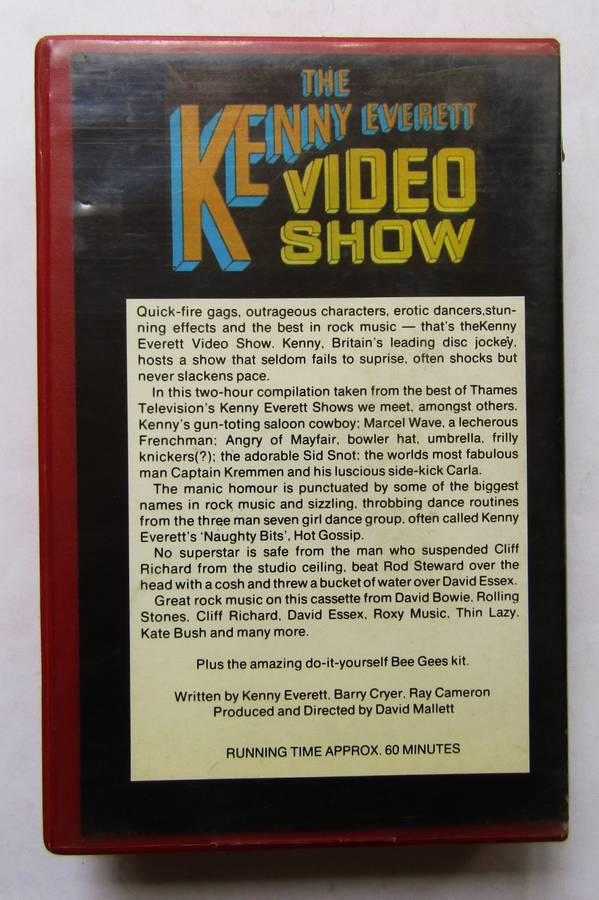 THE
KENNY EVERETT
VIDEO
SHOW
Quick-fire gags, outrageous characters, erotic dancers,stun-
ning effects and the best in rock music — that's theKenny
Everett Video Show. Kenny, Britain's leading disc jockey,
hosts a show that seldom fails to suprise, often shocks but
never slackens pace.
In this two-hour compilation taken from the best of Thames
Television's Kenny Everett Shows we meet, amongst others,
Kenny's gun-toting saloon cowboy; Marcel Wave, a lecherous
Frenchman; Angry of Mayfair, bowler hat, umbrella, frilly
knickers(?); the adorable Sid Snot; the worlds most fabulous
man Captain Kremmen and his luscious side-kick Carla.
The manic homour is punctuated by some of the biggest
names in rock music and sizzling, throbbing dance routines
from the three man seven girl dance group, often called Kenny
Everett's 'Naughty Bits', Hot Gossip.
No superstar is safe from the man who suspended Cliff
Richard from the studio ceiling, beat Rod Steward over the
head with a cosh and threw a bucket of water over David Essex.
Great rock music on this cassette from David Bowie, Rolling
Stones, Cliff Richard, David Essex, Roxy Music, Thin Lazy,
Kate Bush and many more.
Plus the amazing do-it-yourself Bee Gees kit.
Written by Kenny Everett, Barry Cryer, Ray Cameron
Produced and Directed by David Mallett
RUNNING TIME APPROX. 60 MINUTES